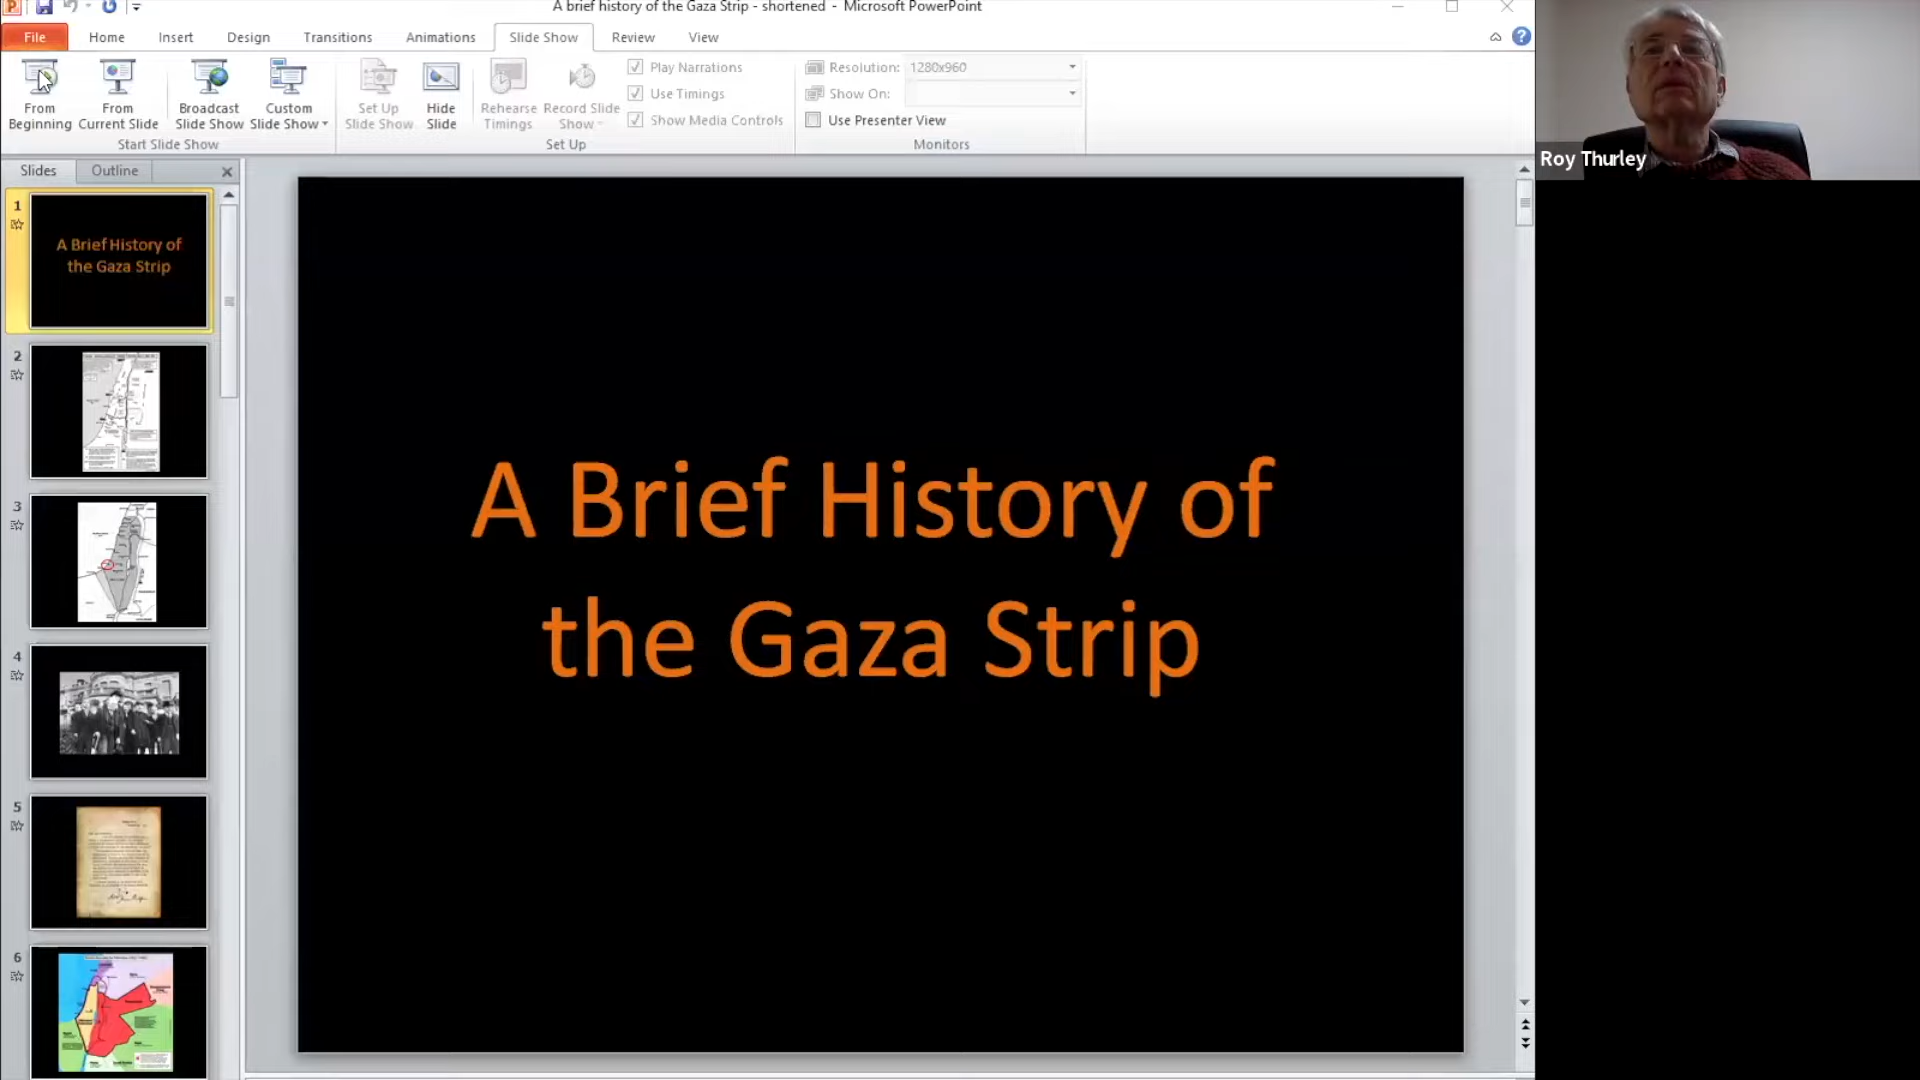 A brief history of the Gaza Strip - shortened - Microsoft PowerPoint
File Home Insert Design Transitions Animations Slide Show Review View
From Beginning
From Current Slide
Broadcast Slide Show
Custom Slide Show
Set Up Slide Show
Hide Slide
Rehearse Timings
Record Slide Show
Play Narrations
Use Timings
Show Media Controls
Resolution: 1280x960
Show On:
Use Presenter View
Start Slide Show
Set Up
Monitors
Roy Thurley
Slides Outline
1
A Brief History of
the Gaza Strip
2
3
4
5
6
A Brief History of
the Gaza Strip